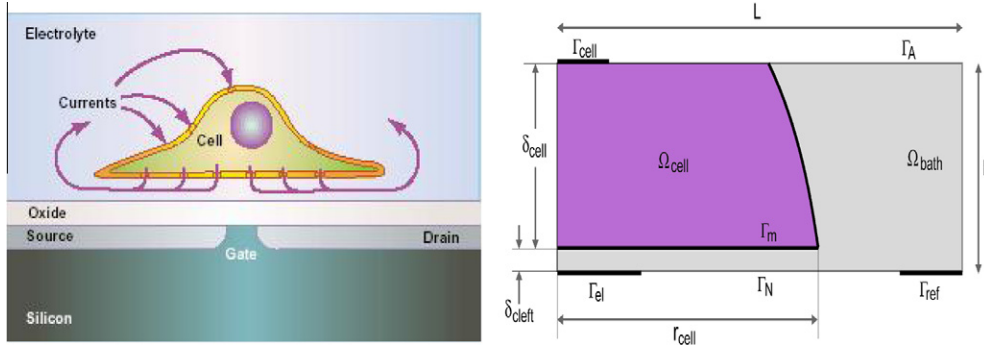 Electrolyte
Currents
Cell
Oxide
Source
Drain
Gate
Silicon
L
Γcell
ΓA
δcell
Ωcell
Ωbath
Γm
Γel
ΓN
Γref
δcleft
rcell